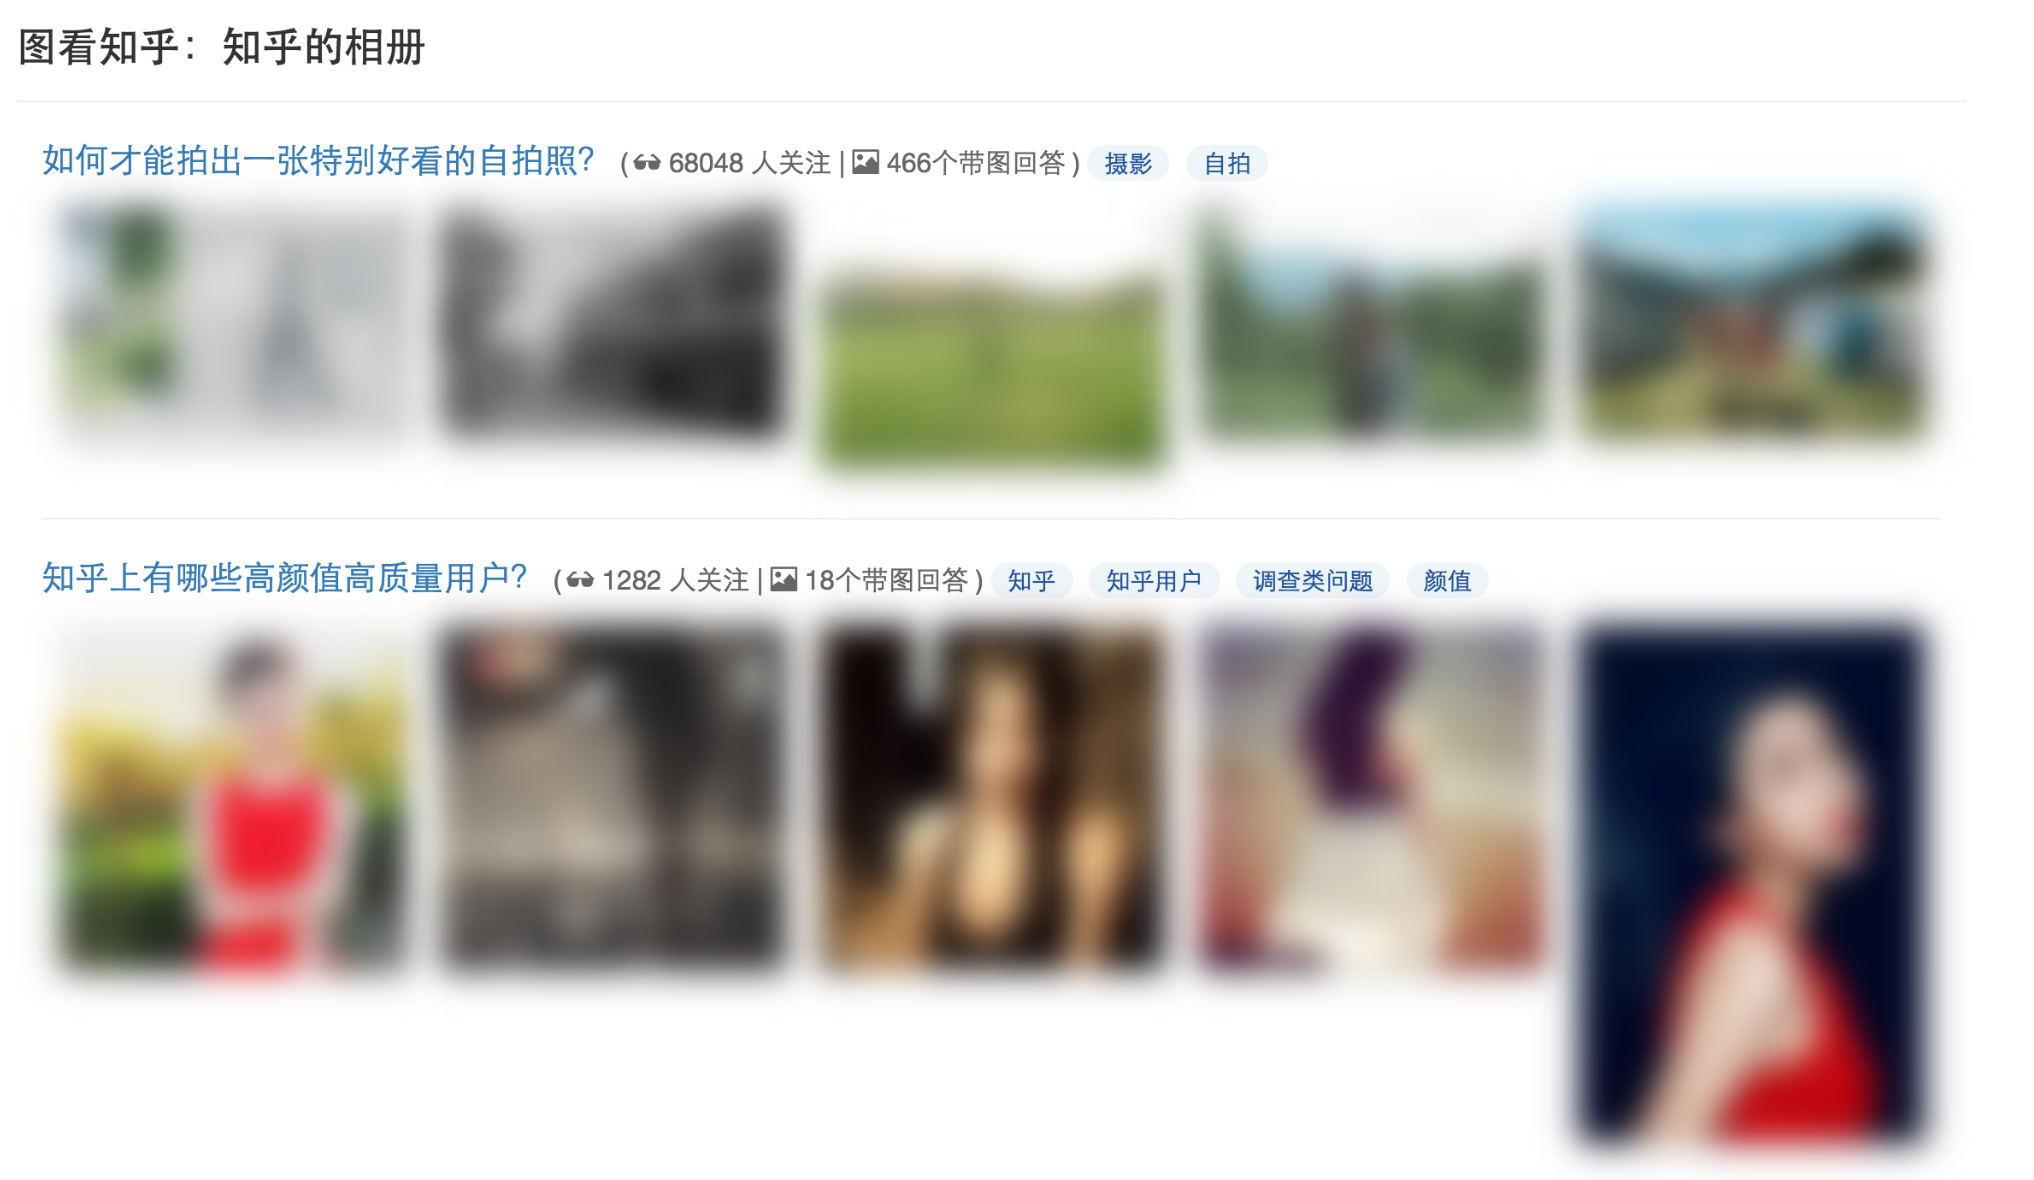 图看知乎：知乎的相册
如何才能拍出一张特别好看的自拍照？ (68048 人关注 | 466个带图回答) 摄影 自拍
知乎上有哪些高颜值高质量用户？ (1282 人关注 | 18个带图回答) 知乎 知乎用户 调查类问题 颜值